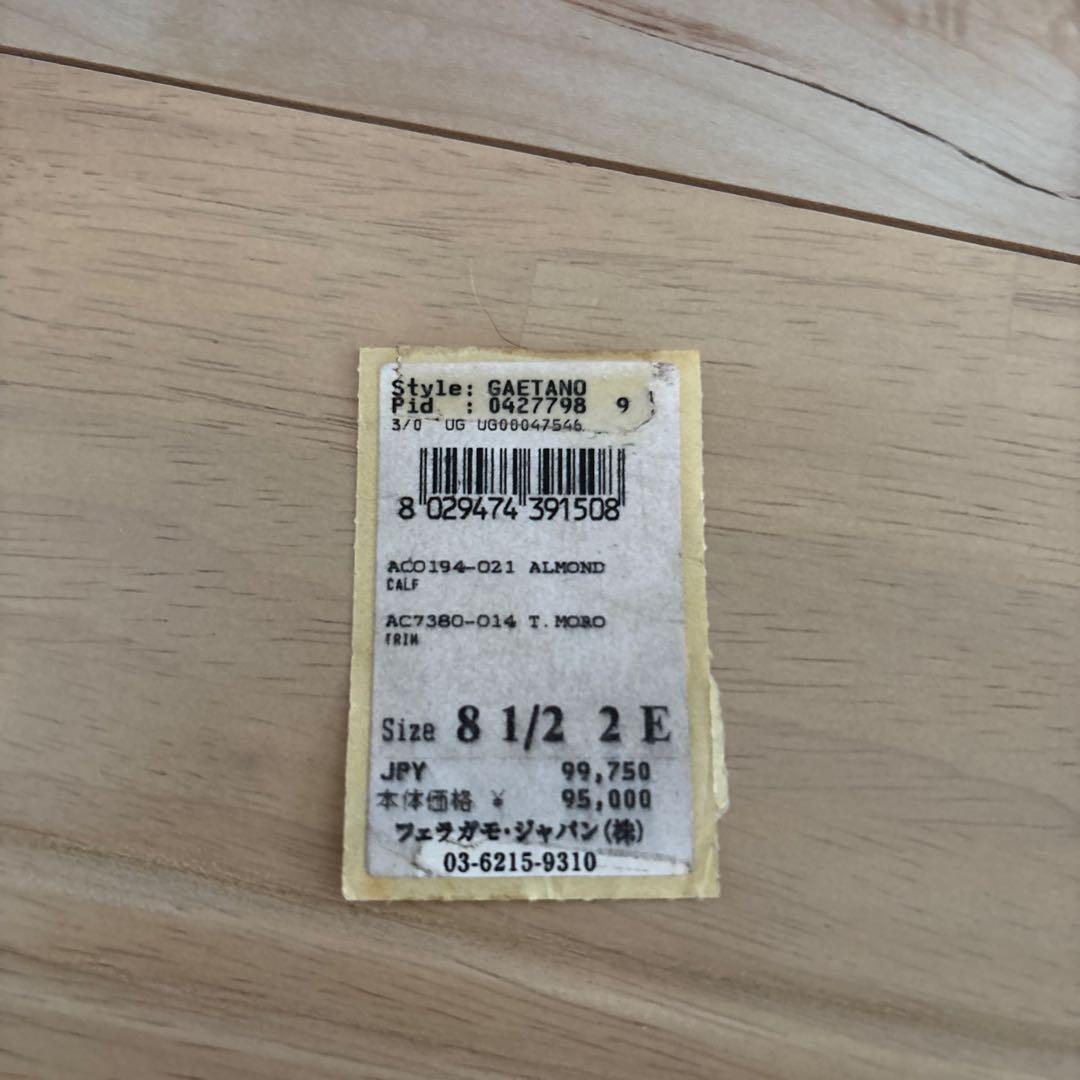 Style: GAETANO
Pid : 0427798 9
3/0 UG UG00047546
8 029474 391508
AC0194-021 ALMOND
CALF
AC7380-014 T.MORO
TRIM
Size 8 1/2 2 E
JPY 99,750
本体価格 ¥ 95,000
フェラガモ・ジャパン(株)
03-6215-9310